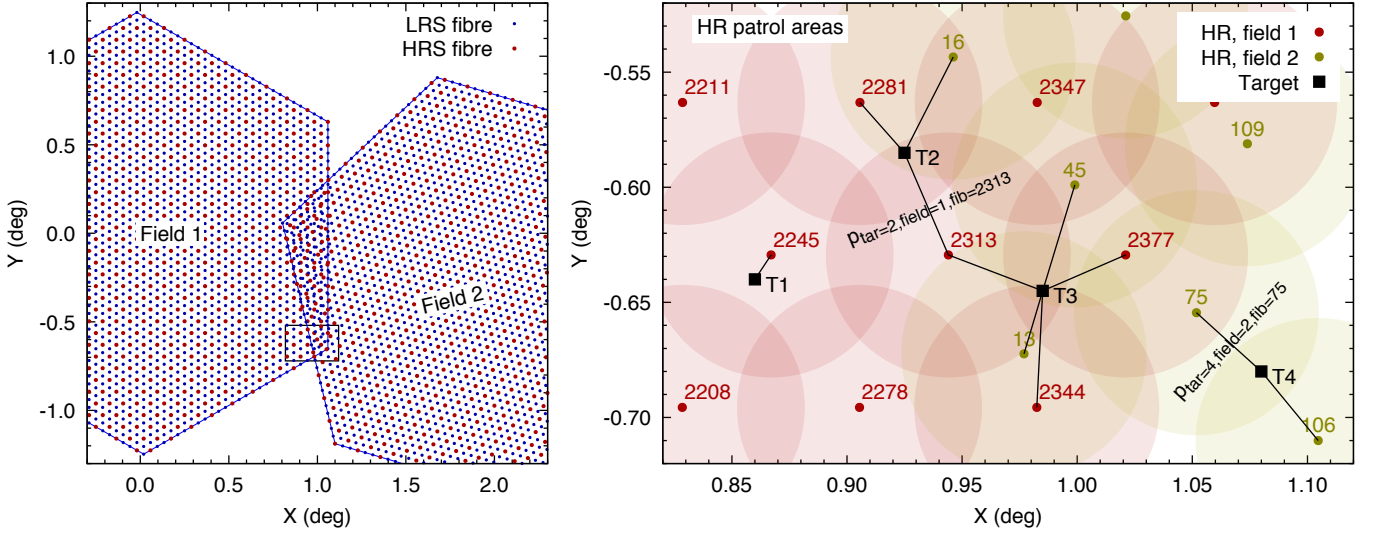 LRS fibre
HRS fibre
Field 1
Field 2
1.0
0.5
0.0
-0.5
-1.0
Y (deg)
0.0
0.5
1.0
1.5
2.0
X (deg)
HR patrol areas
HR, field 1
HR, field 2
Target
16
2211
2281
2347
109
T2
45
p_tar=2,field=1,fib=2313
2245
2313
2377
T1
T3
75
p_tar=4,field=2,fib=75
13
T4
2208
2278
2344
106
-0.55
-0.60
-0.65
-0.70
Y (deg)
0.85
0.90
0.95
1.00
1.05
1.10
X (deg)